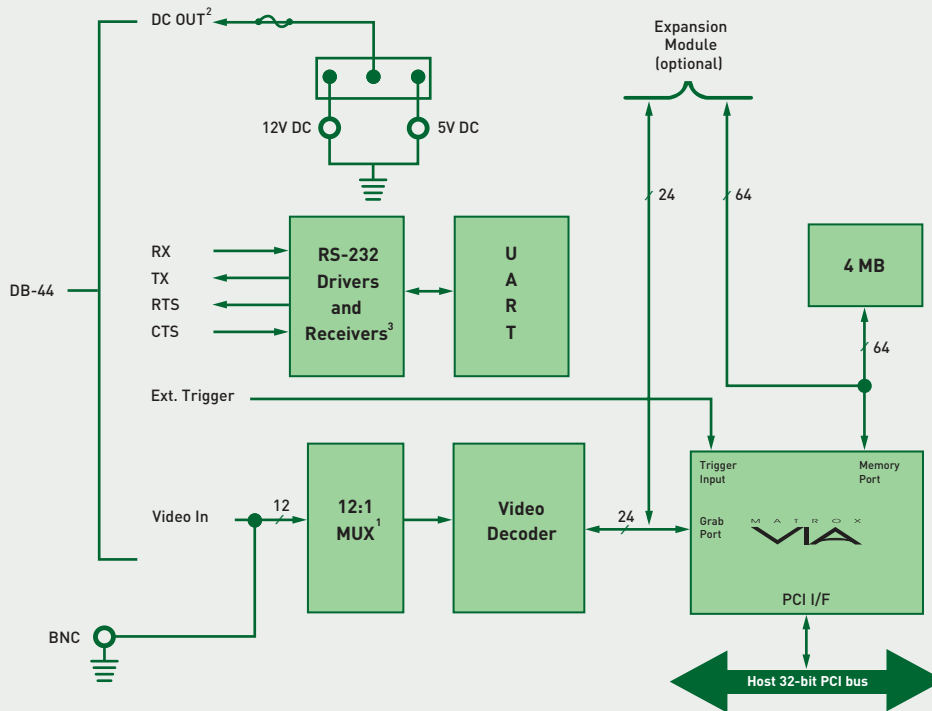 DC OUT²
Expansion
Module
(optional)
12V DC
5V DC
24
64
RX
TX
RTS
CTS
DB-44
RS-232
Drivers
and
Receivers³
U
A
R
T
4 MB
64
Ext. Trigger
Trigger
Input
Memory
Port
Video In
12
12:1
MUX¹
Video
Decoder
24
Grab
Port
MATROX
VIA
PCI I/F
BNC
Host 32-bit PCI bus